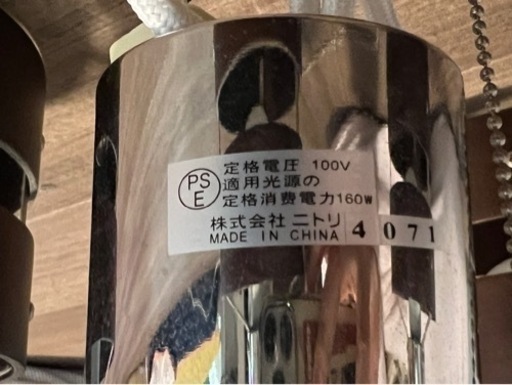 PS
E
定格電圧 100V
適用光源の
定格消費電力160W
株式会社 ニトリ
MADE IN CHINA 4071